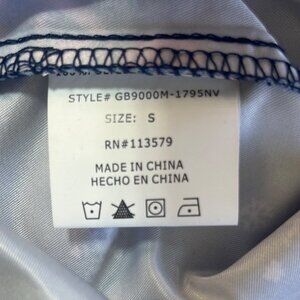 STYLE# GB9000M-1795NV
SIZE: S
RN#113579
MADE IN CHINA
HECHO EN CHINA